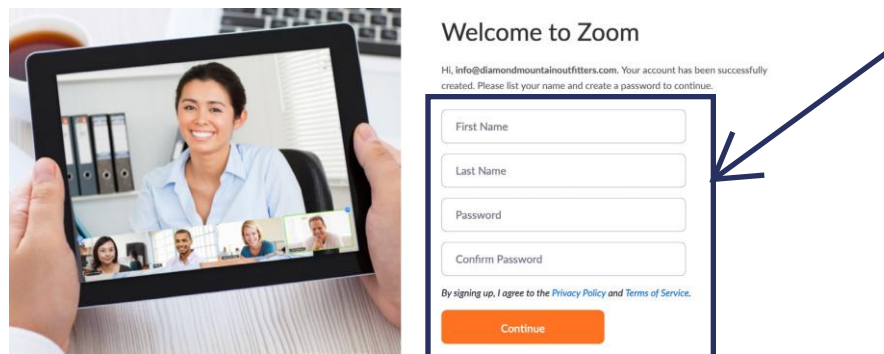 Welcome to Zoom
Hi, info@diamondmountainoutfitters.com. Your account has been successfully
created. Please list your name and create a password to continue.
First Name
Last Name
Password
Confirm Password
By signing up, I agree to the Privacy Policy and Terms of Service.
Continue